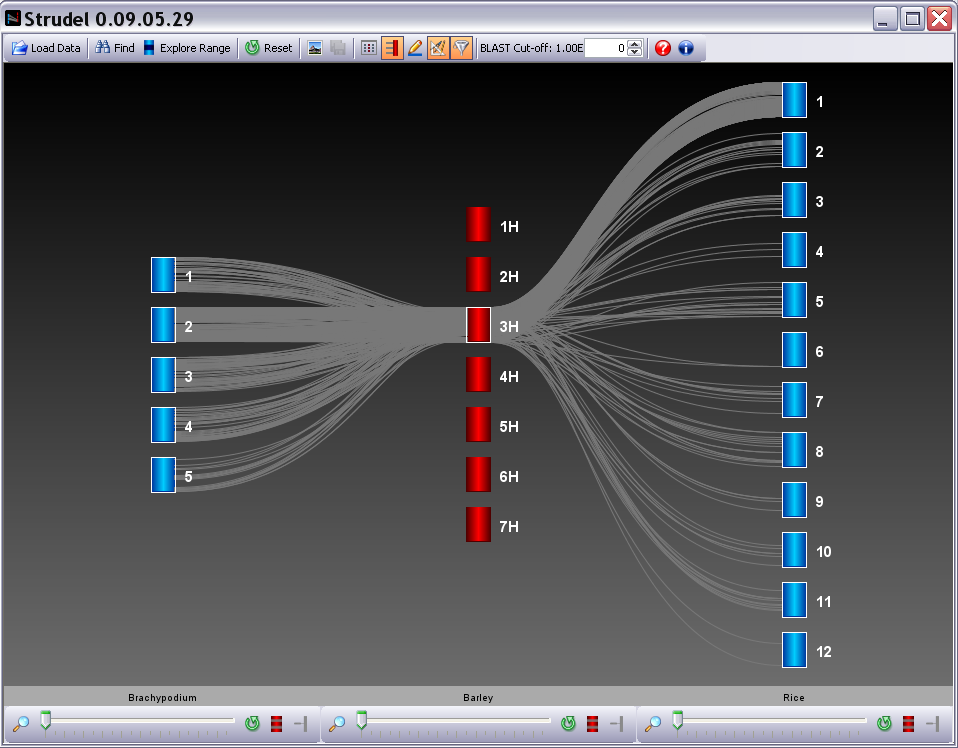 Strudel 0.09.05.29
Load Data Find Explore Range Reset BLAST Cut-off: 1.00E 0
1
2
3
4
5
1H
2H
3H
4H
5H
6H
7H
1
2
3
4
5
6
7
8
9
10
11
12
Brachypodium Barley Rice